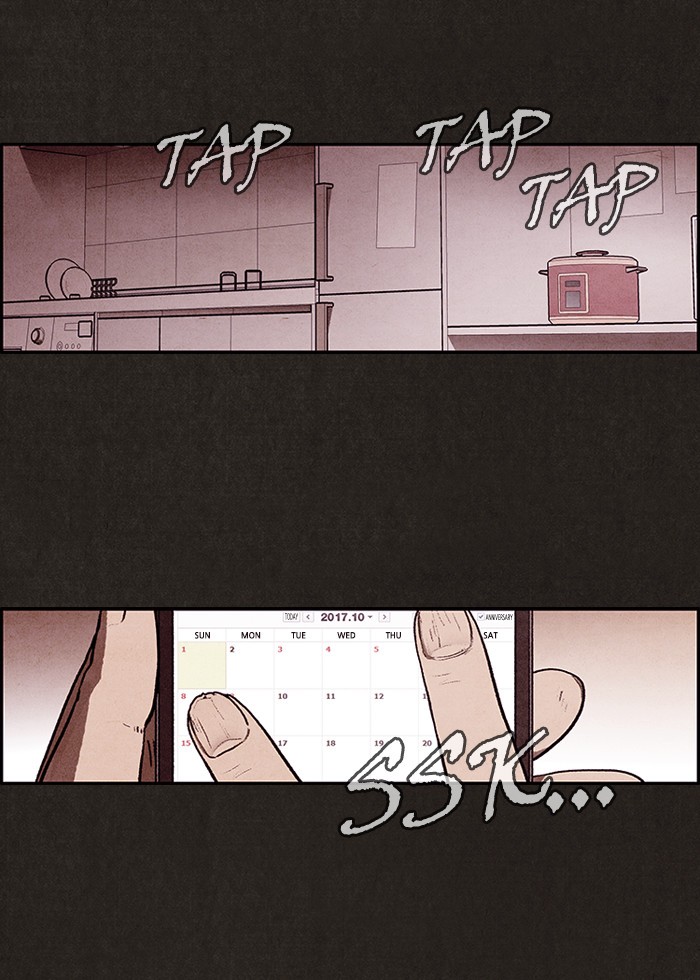 TAP
TAP
TAP
TODAY < 2017.10 > ANNIVERSARY
SUN MON TUE WED THU SAT
1 2 3 4 5
8 10 11 12
15 17 18 19 20
SSK...